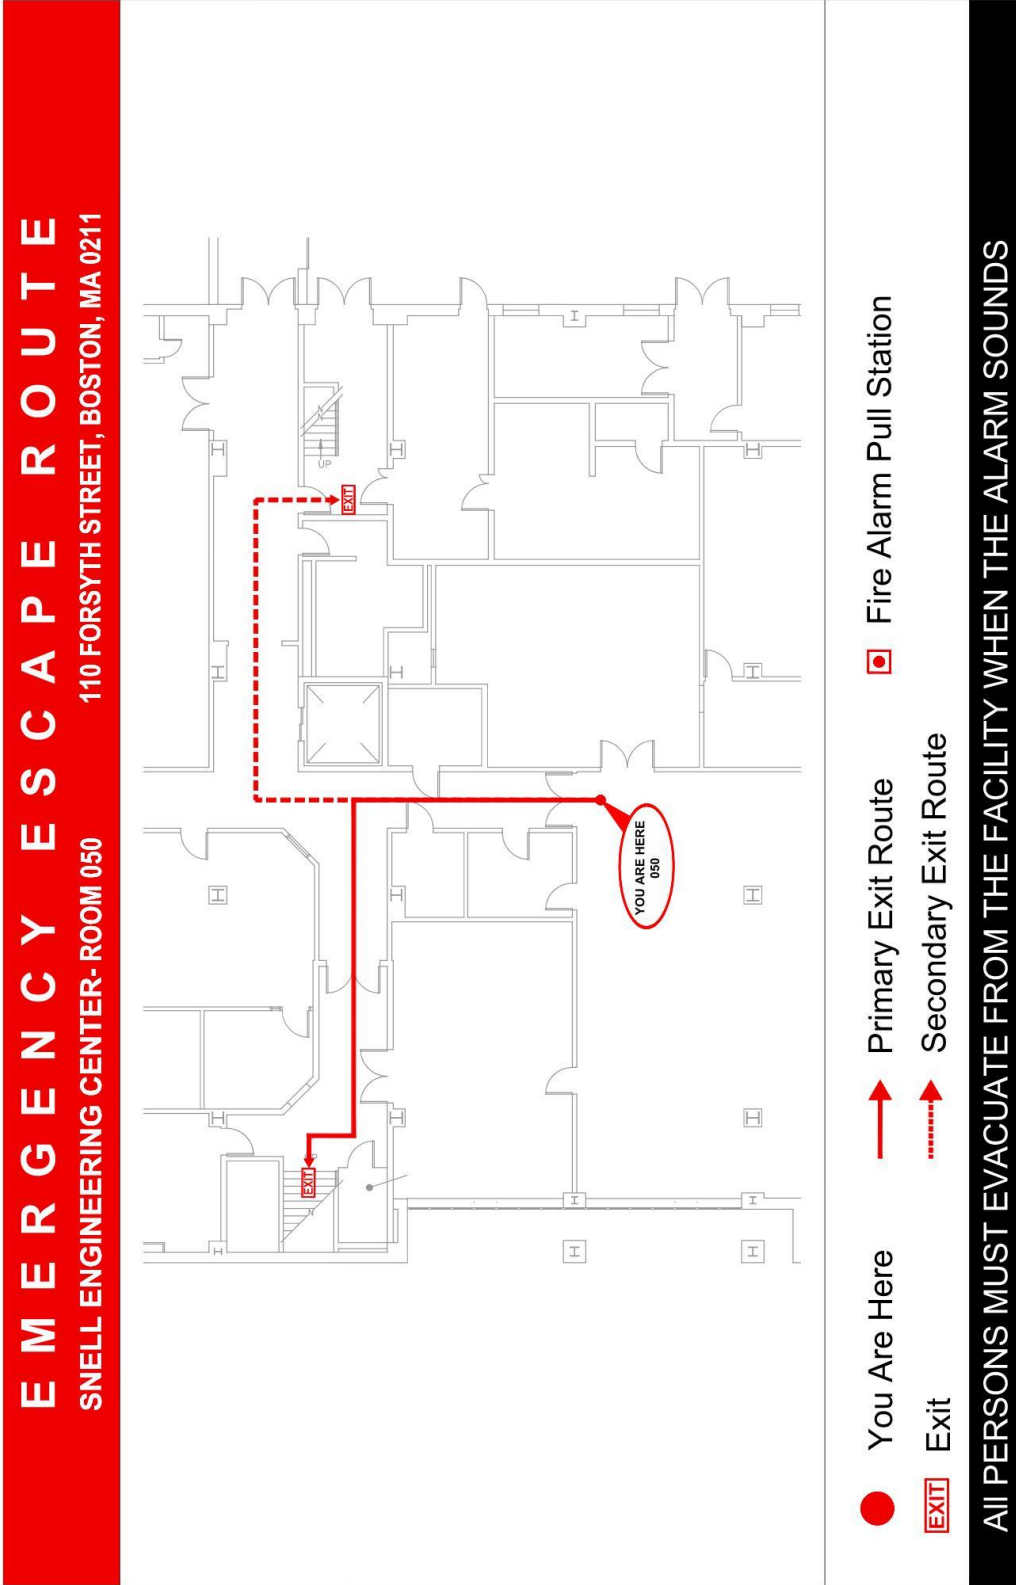 EMERGENCY ESCAPE ROUTE
SNELL ENGINEERING CENTER- ROOM 050 110 FORSYTH STREET, BOSTON, MA 0211
UP
EXIT
YOU ARE HERE
050
EXIT
N
You Are Here
Primary Exit Route
Fire Alarm Pull Station
EXIT Exit
Secondary Exit Route
All PERSONS MUST EVACUATE FROM THE FACILITY WHEN THE ALARM SOUNDS